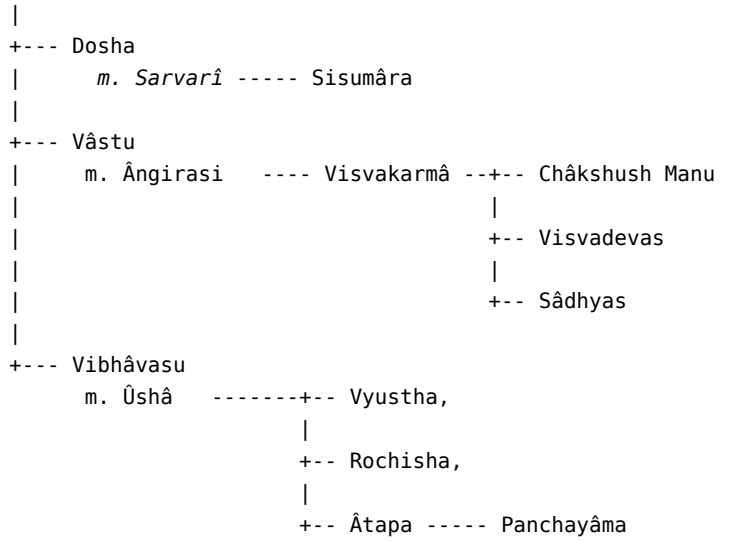 |
+--- Dosha
|      m. Sarvarî ----- Sisumâra
|
+--- Vâstu
|     m. Ângirasi   ---- Visvakarmâ --+-- Châkshush Manu
|                                     |
|                                     +-- Visvadevas
|                                     |
|                                     +-- Sâdhyas
|
+--- Vibhâvasu
      m. Ûshâ   -------+-- Vyustha,
                       |
                       +-- Rochisha,
                       |
                       +-- Âtapa ----- Panchayâma